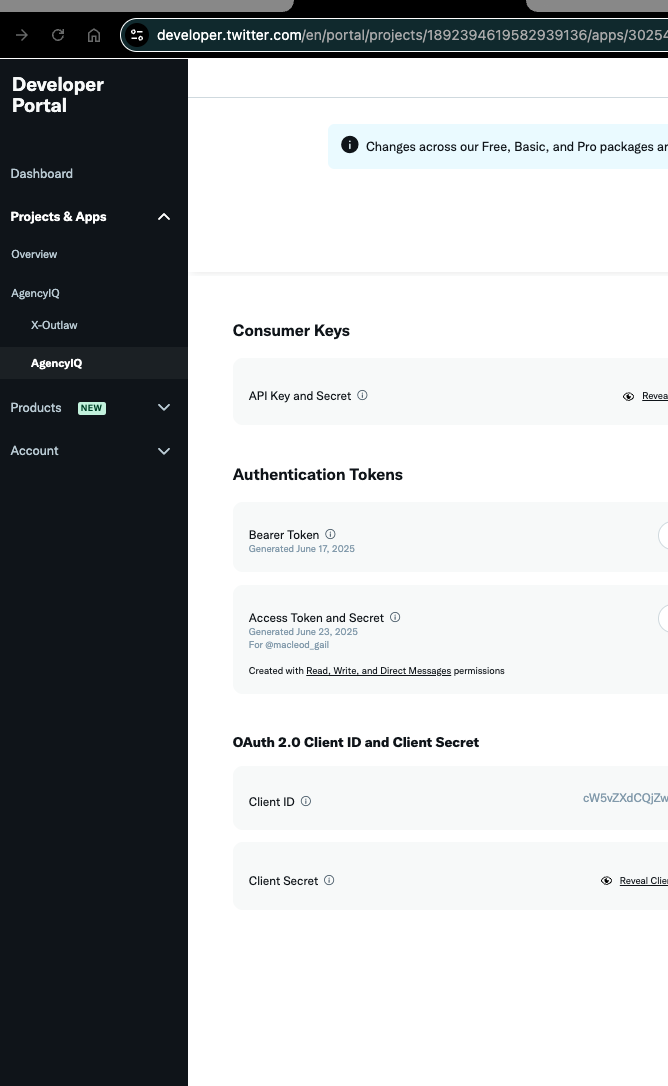 developer.twitter.com/en/portal/projects/1892394619582939136/apps/30254
Developer
Portal
Dashboard
Projects & Apps
Overview
AgencyIQ
X-Outlaw
AgencyIQ
Products NEW
Account
Changes across our Free, Basic, and Pro packages ar
Consumer Keys
API Key and Secret
Revea
Authentication Tokens
Bearer Token
Generated June 17, 2025
Access Token and Secret
Generated June 23, 2025
For @macleod_gail
Created with Read, Write, and Direct Messages permissions
OAuth 2.0 Client ID and Client Secret
Client ID
cW5vZXdCQjZw
Client Secret
Reveal Clie